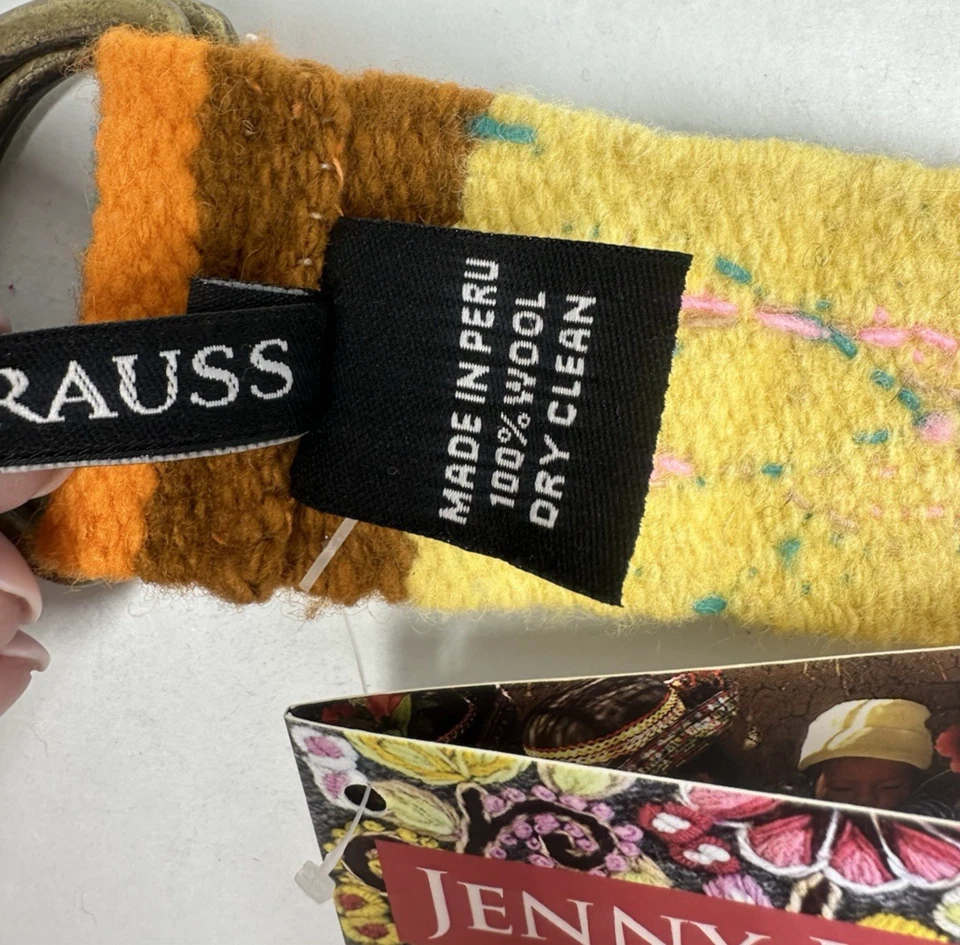 RAUSS
MADE IN PERU
100% WOOL
DRY CLEAN
JENNY